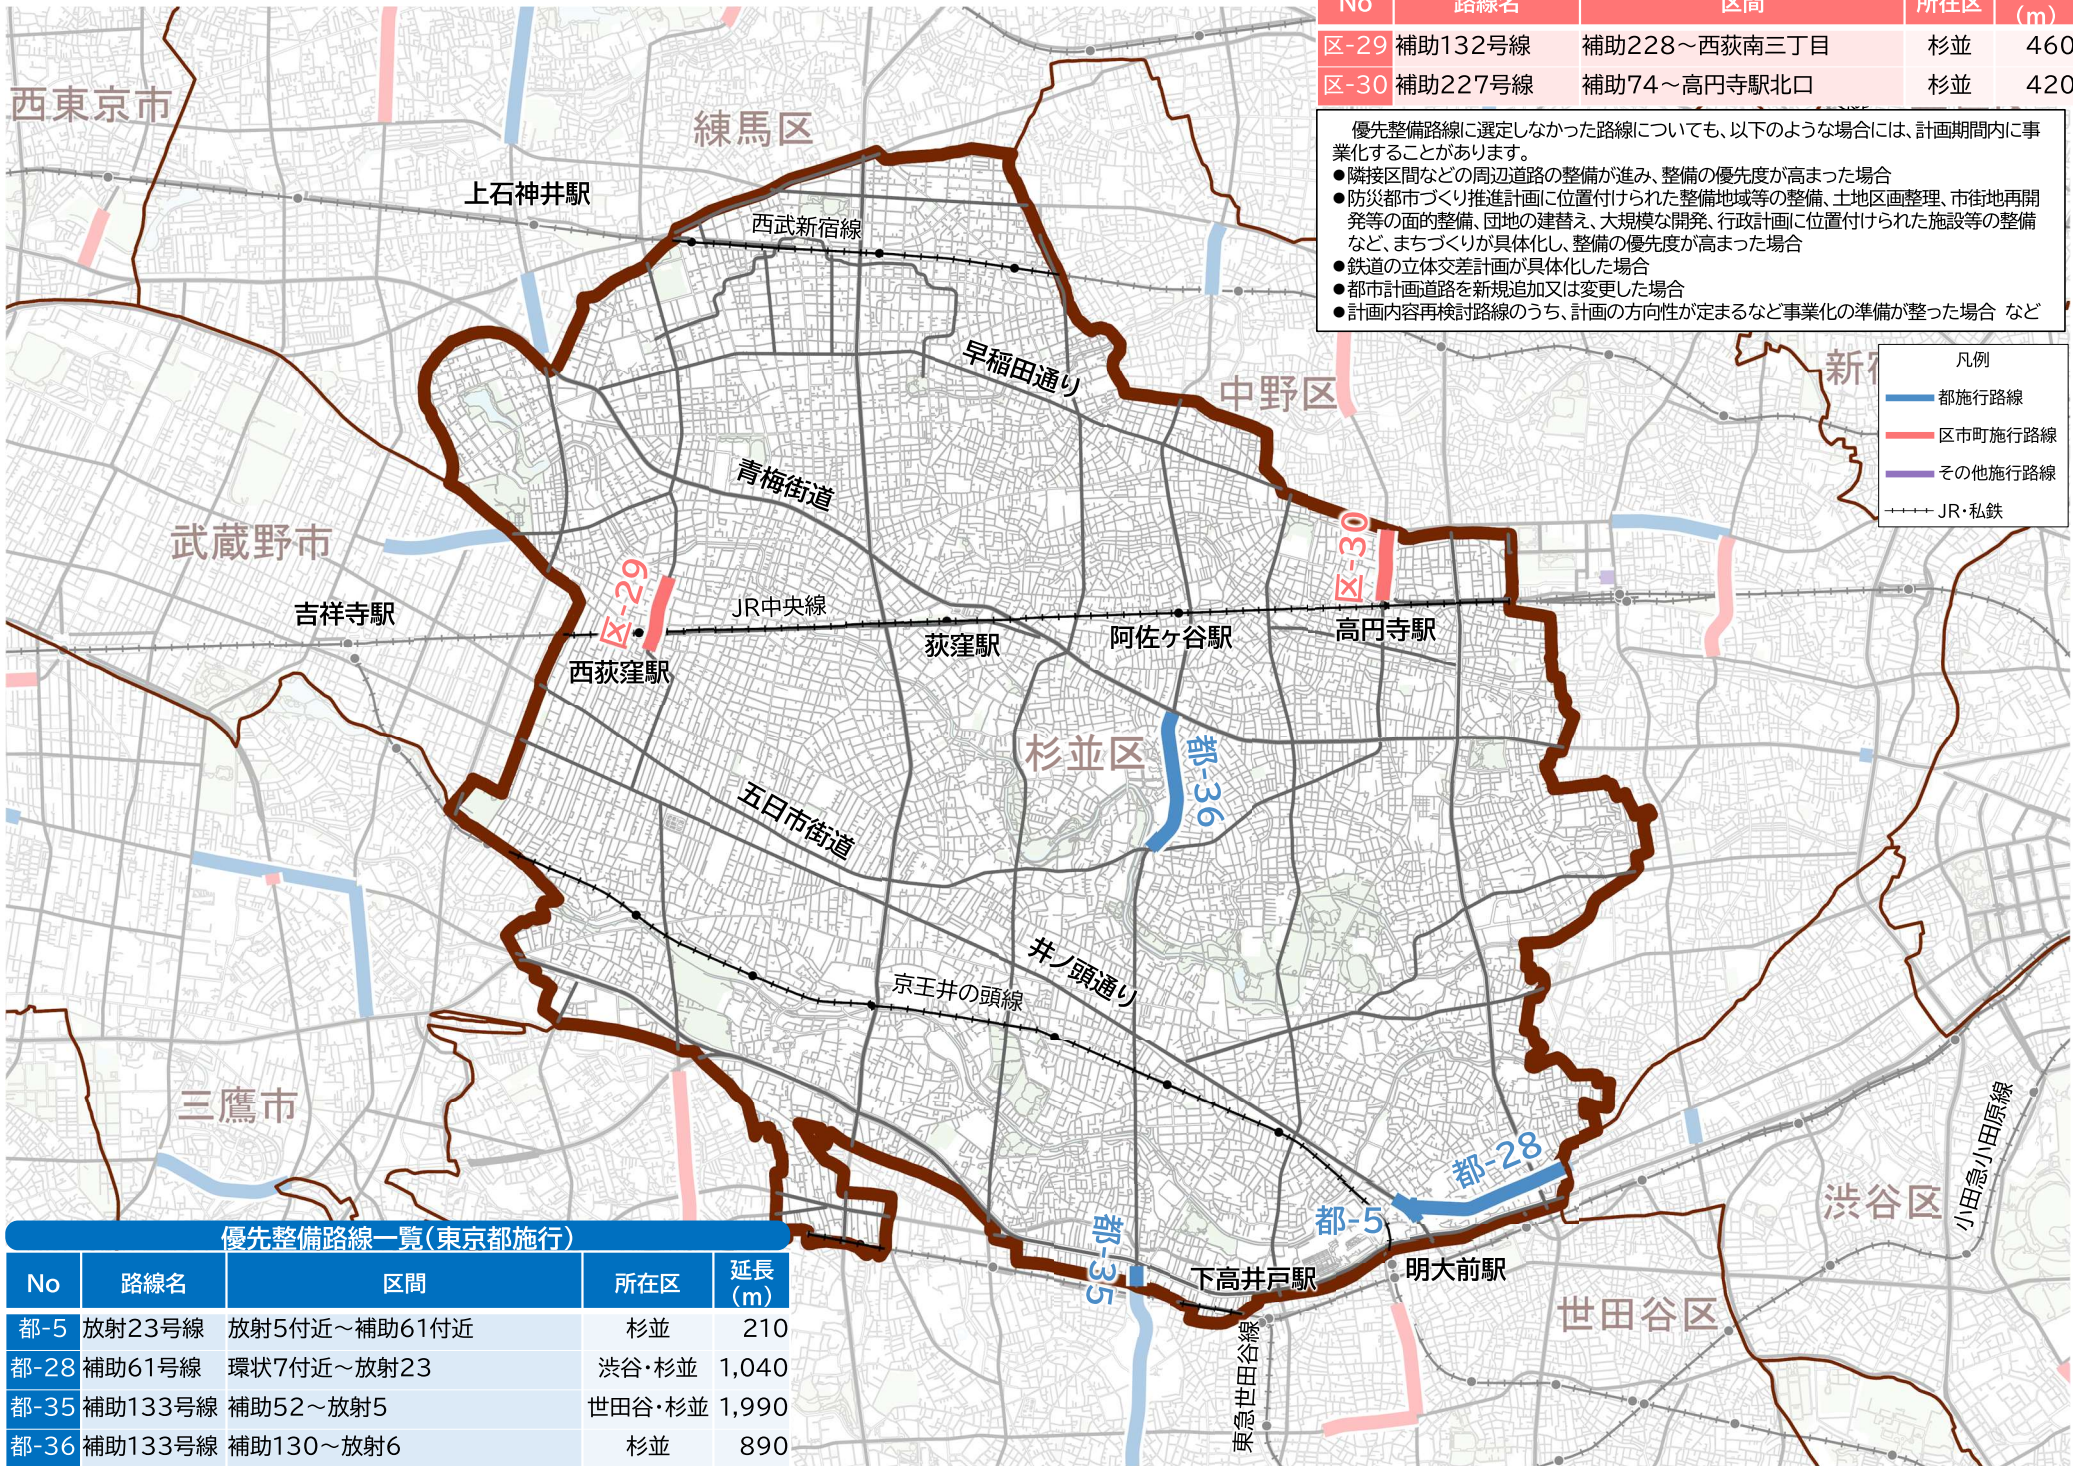 No 路線名 区間 所在区 (m)
区-29 補助132号線 補助228～西荻南三丁目 杉並 460
区-30 補助227号線 補助74～高円寺駅北口 杉並 420
優先整備路線に選定しなかった路線についても、以下のような場合には、計画期間内に事
業化することがあります。
●隣接区間などの周辺道路の整備が進み、整備の優先度が高まった場合
●防災都市づくり推進計画に位置付けられた整備地域等の整備、土地区画整理、市街地再開
発等の面的整備、団地の建替え、大規模な開発、行政計画に位置付けられた施設等の整備
など、まちづくりが具体化し、整備の優先度が高まった場合
●鉄道の立体交差計画が具体化した場合
●都市計画道路を新規追加又は変更した場合
●計画内容再検討路線のうち、計画の方向性が定まるなど事業化の準備が整った場合 など
凡例
都施行路線
区市町施行路線
その他施行路線
JR・私鉄
西東京市
練馬区
上石神井駅
西武新宿線
早稲田通り
中野区
新
青梅街道
武蔵野市
区-30
区-29
吉祥寺駅
JR中央線
西荻窪駅
荻窪駅
阿佐ヶ谷駅
高円寺駅
杉並区
都-36
五日市街道
井ノ頭通り
京王井の頭線
三鷹市
都-28
都-5
都-35
下高井戸駅
明大前駅
渋谷区
小田急小田原線
世田谷区
東急世田谷線
優先整備路線一覧(東京都施行)
No 路線名 区間 所在区 延長
(m)
都-5 放射23号線 放射5付近～補助61付近 杉並 210
都-28 補助61号線 環状7付近～放射23 渋谷・杉並 1,040
都-35 補助133号線 補助52～放射5 世田谷・杉並 1,990
都-36 補助133号線 補助130～放射6 杉並 890